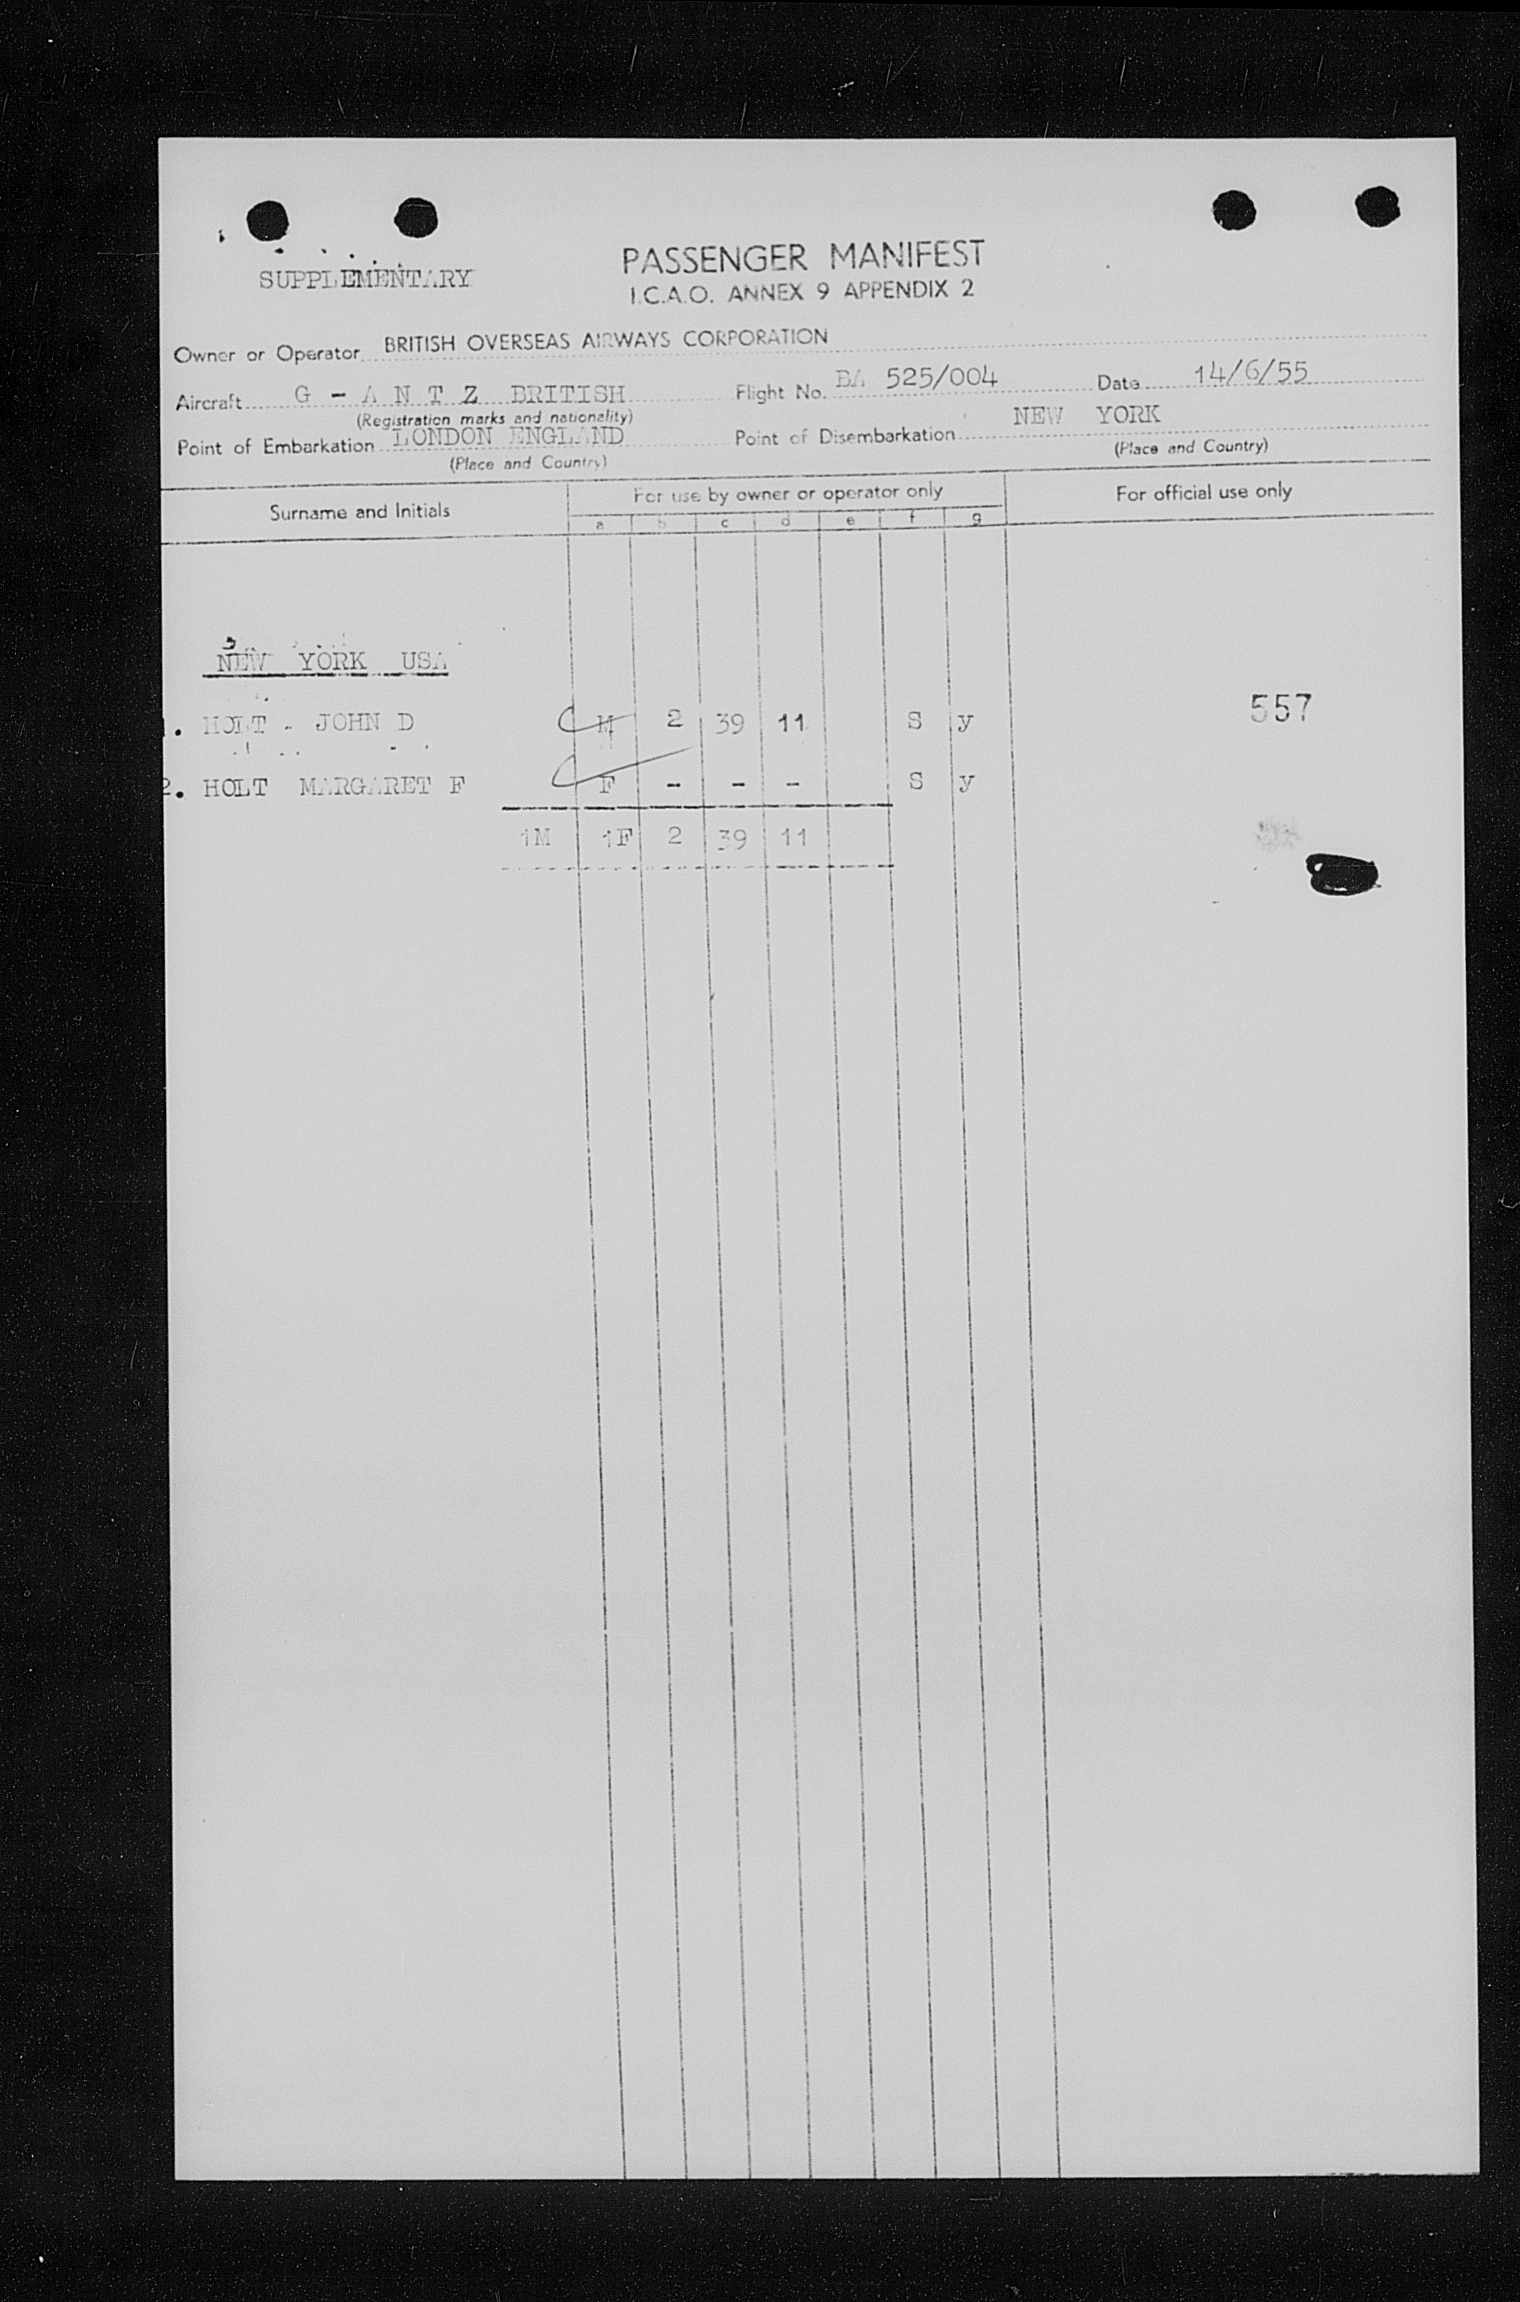 SUPPLEMENTARY
PASSENGER MANIFEST
I.C.A.O. ANNEX 9 APPENDIX 2
Owner or Operator BRITISH OVERSEAS AIRWAYS CORPORATION
Aircraft G - A N T Z BRITISH Flight No. BA 525/004 Date 14/6/55
(Registration marks and nationality)
Point of Embarkation LONDON ENGLAND Point of Disembarkation NEW YORK
(Place and Country) (Place and Country)
Surname and Initials For use by owner or operator only For official use only
a b c d e f g
NEW YORK USA
1. HOLT - JOHN D M 2 39 11 S y 557
2. HOLT MARGARET F F - - - S y
1M 1F 2 39 11